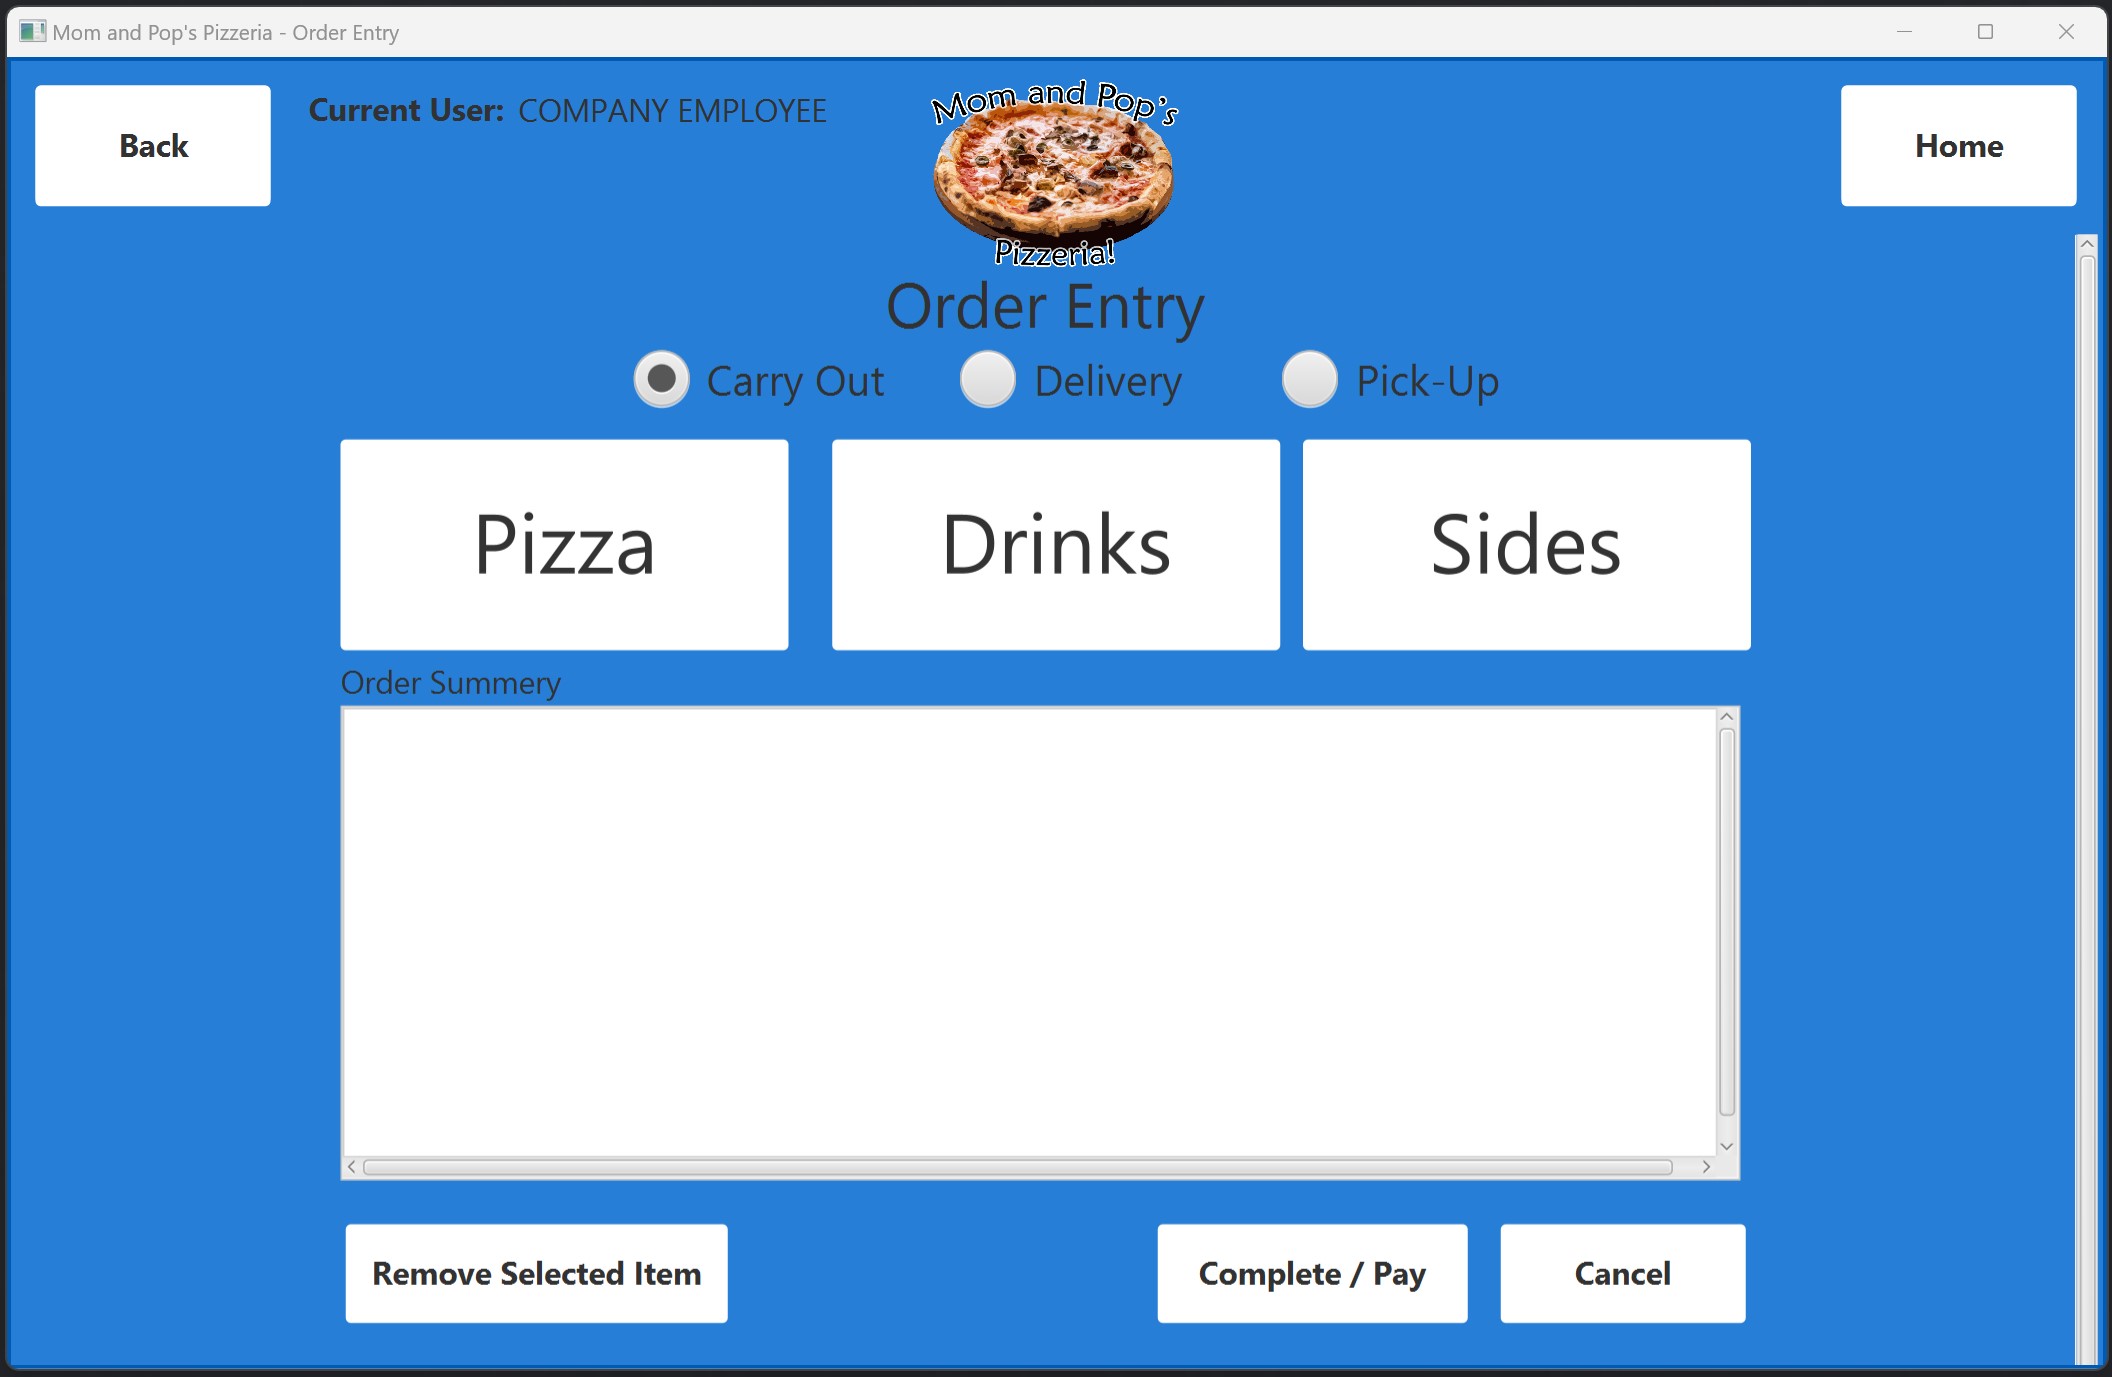 Mom and Pop's Pizzeria - Order Entry
Back
Current User: COMPANY EMPLOYEE
Mom and Pop's
Pizzeria!
Home
Order Entry
Carry Out Delivery Pick-Up
Pizza Drinks Sides
Order Summery
Remove Selected Item Complete / Pay Cancel